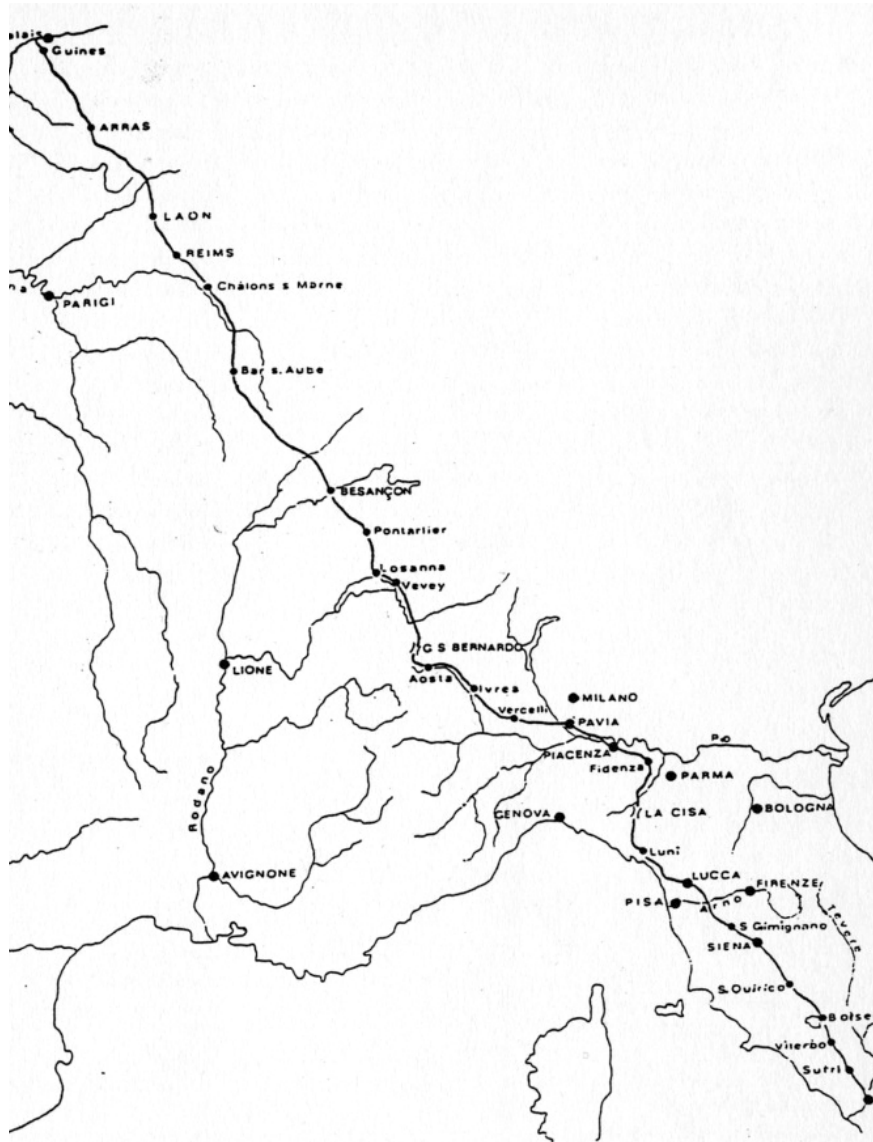 alais
Guines
ARRAS
LAON
REIMS
Châlons s Marne
na
PARIGI
Bar s. Aube
BESANÇON
Pontarlier
Losanna
Vevey
G S BERNARDO
LIONE
Aosta
Ivrea
MILANO
Vercelli
PAVIA
Po
PIACENZA
Fidenza
PARMA
Rodano
LA CISA
BOLOGNA
GENOVA
Luni
AVIGNONE
LUCCA
FIRENZE
PISA
Arno
Tevere
S Gimignano
SIENA
S. Quirico
Bolse
Viterbo
Sutri